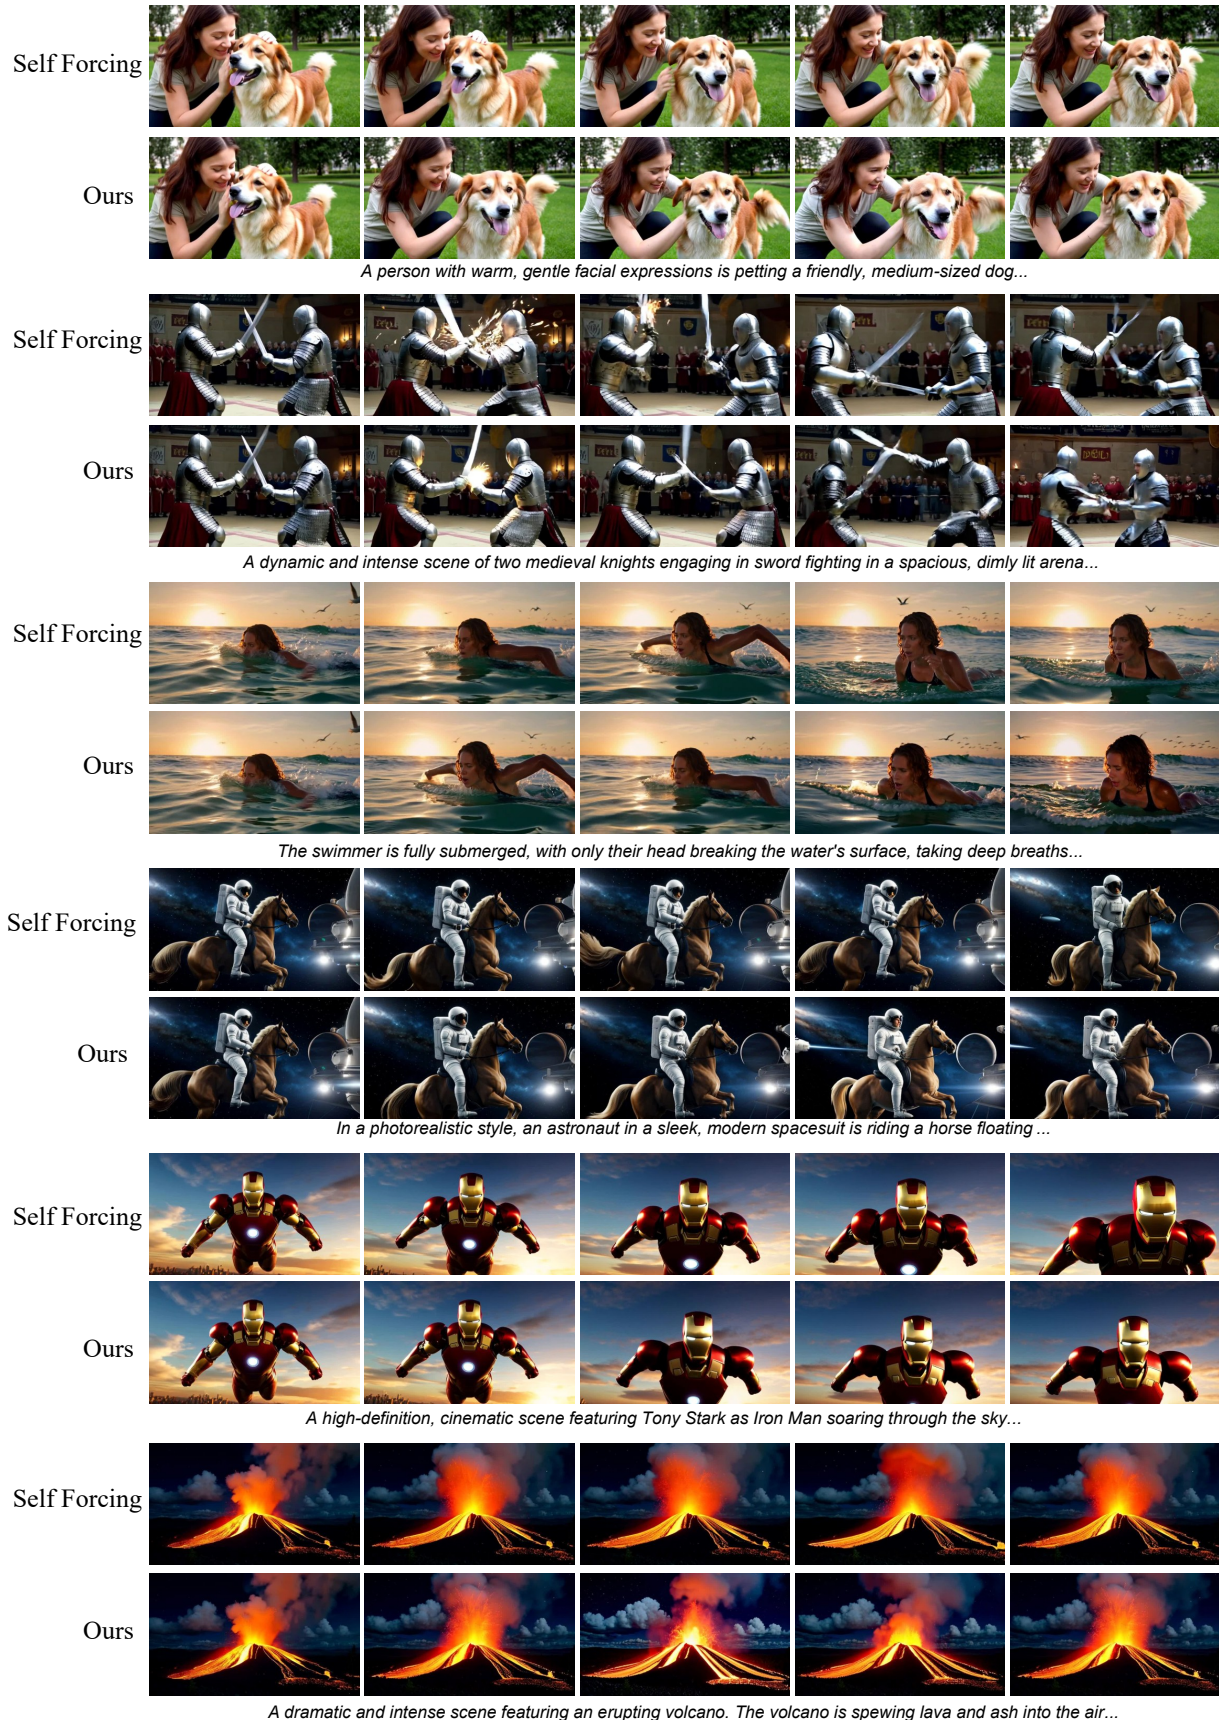 Self Forcing
Ours
A person with warm, gentle facial expressions is petting a friendly, medium-sized dog...
Self Forcing
Ours
A dynamic and intense scene of two medieval knights engaging in sword fighting in a spacious, dimly lit arena...
Self Forcing
Ours
The swimmer is fully submerged, with only their head breaking the water's surface, taking deep breaths...
Self Forcing
Ours
In a photorealistic style, an astronaut in a sleek, modern spacesuit is riding a horse floating ...
Self Forcing
Ours
A high-definition, cinematic scene featuring Tony Stark as Iron Man soaring through the sky...
Self Forcing
Ours
A dramatic and intense scene featuring an erupting volcano. The volcano is spewing lava and ash into the air...